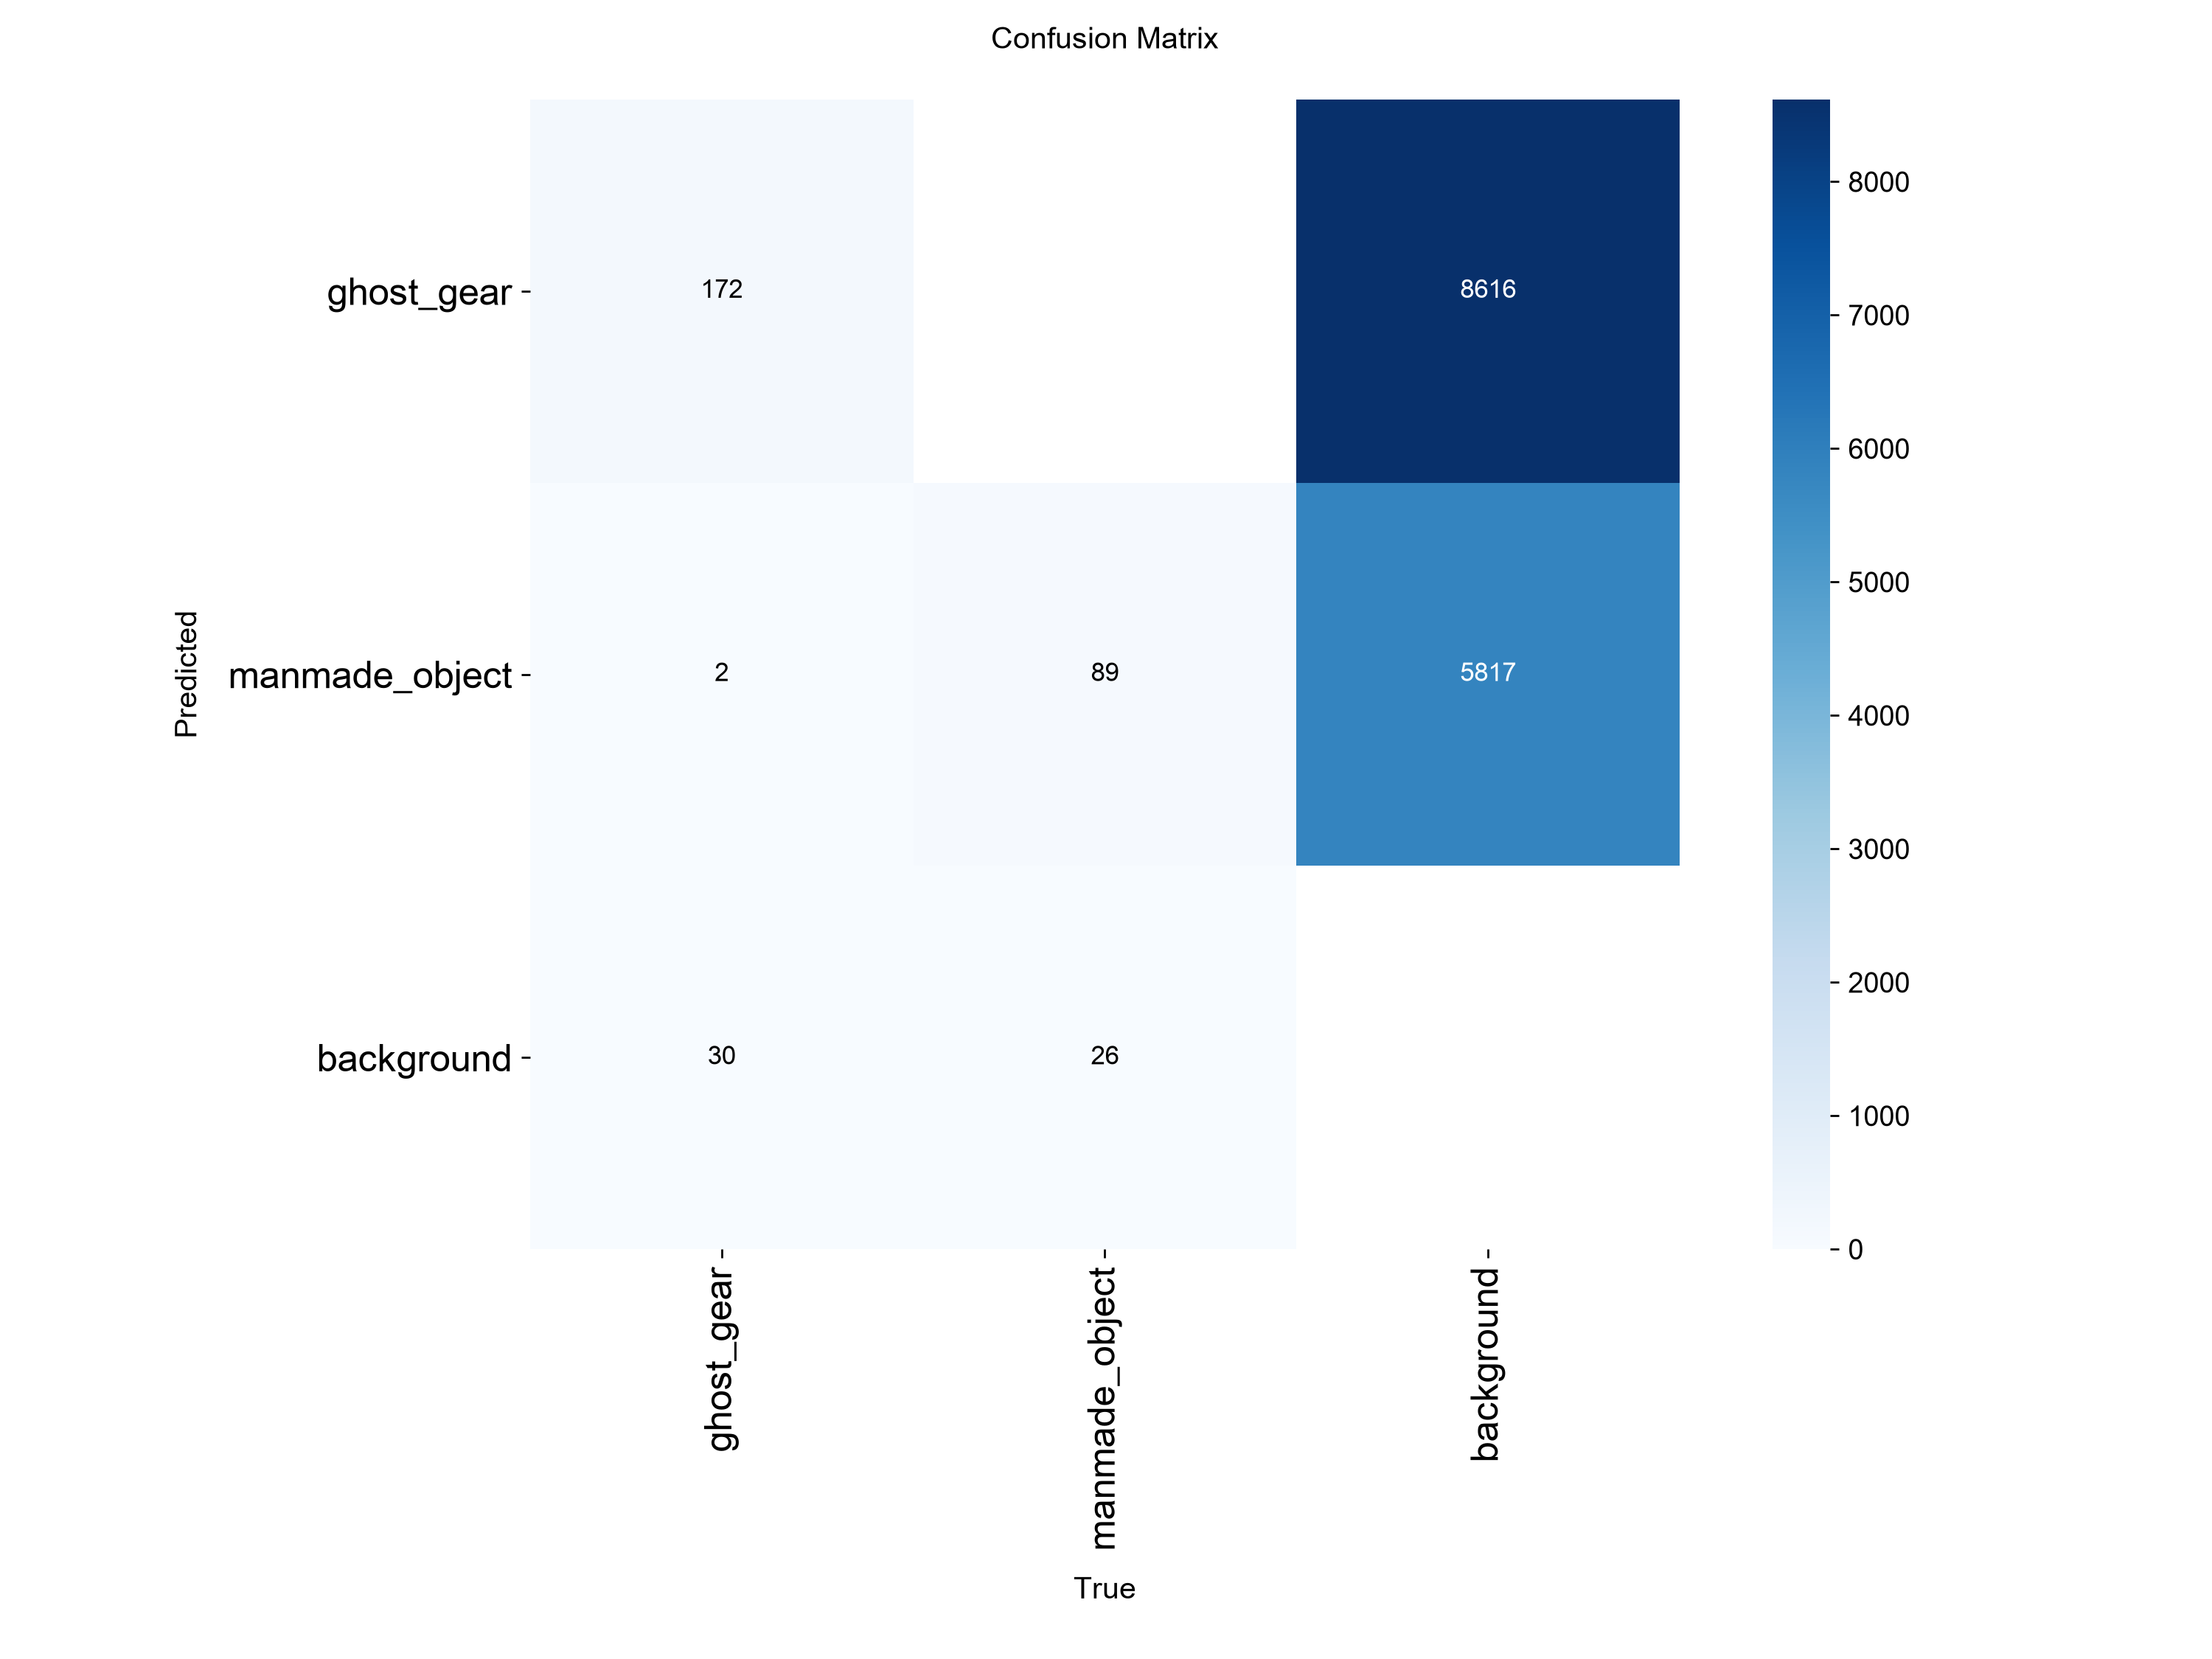 Confusion Matrix
Predicted
ghost_gear
172
8616
manmade_object
2
89
5817
background
30
26
ghost_gear
manmade_object
background
True
8000
7000
6000
5000
4000
3000
2000
1000
0